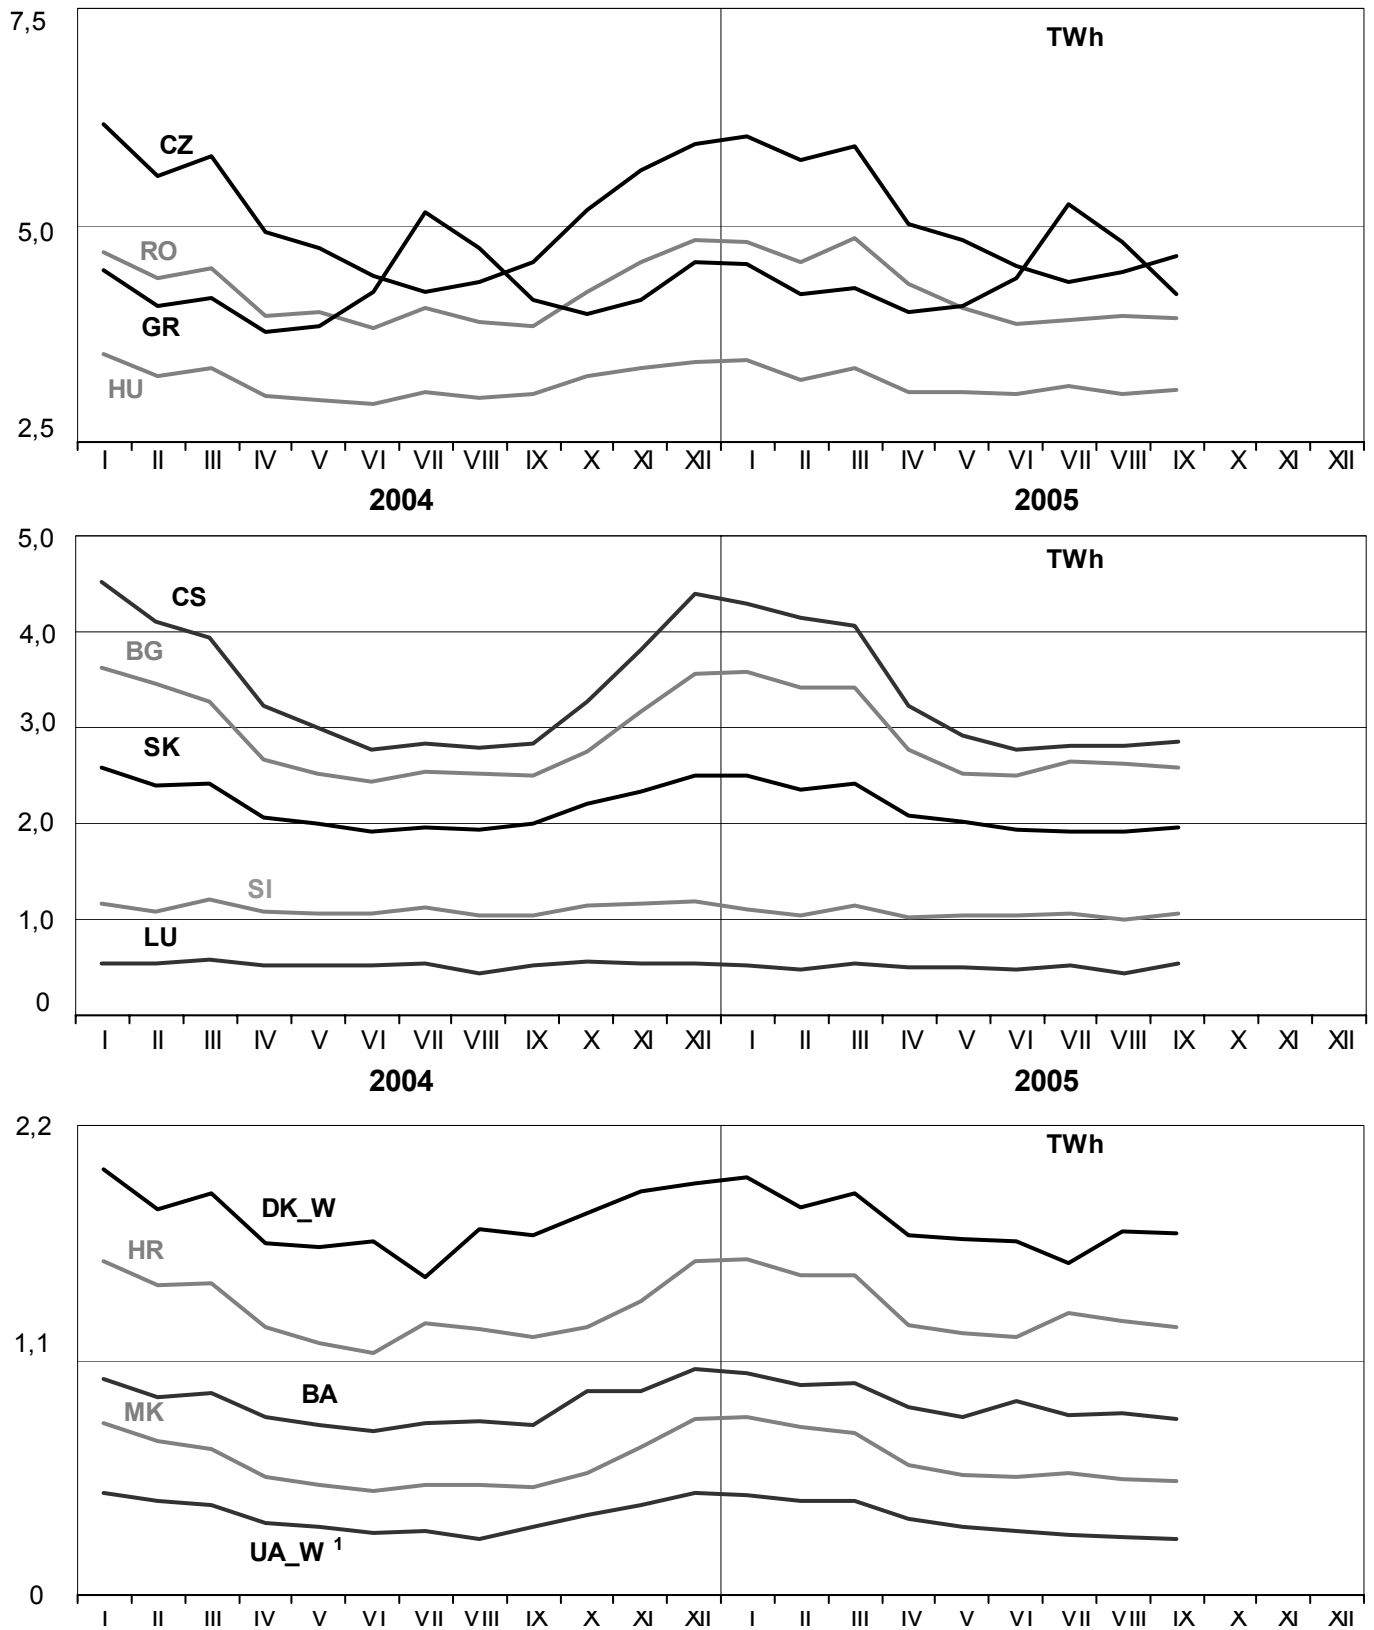 7,5
TWh
CZ
5,0
RO
GR
HU
2,5
I II III IV V VI VII VIII IX X XI XII I II III IV V VI VII VIII IX X XI XII
2004 2005
5,0
TWh
CS
4,0
BG
3,0
SK
2,0
SI
1,0
LU
0
I II III IV V VI VII VIII IX X XI XII I II III IV V VI VII VIII IX X XI XII
2004 2005
2,2
TWh
DK_W
HR
1,1
BA
MK
UA_W 1
0
I II III IV V VI VII VIII IX X XI XII I II III IV V VI VII VIII IX X XI XII